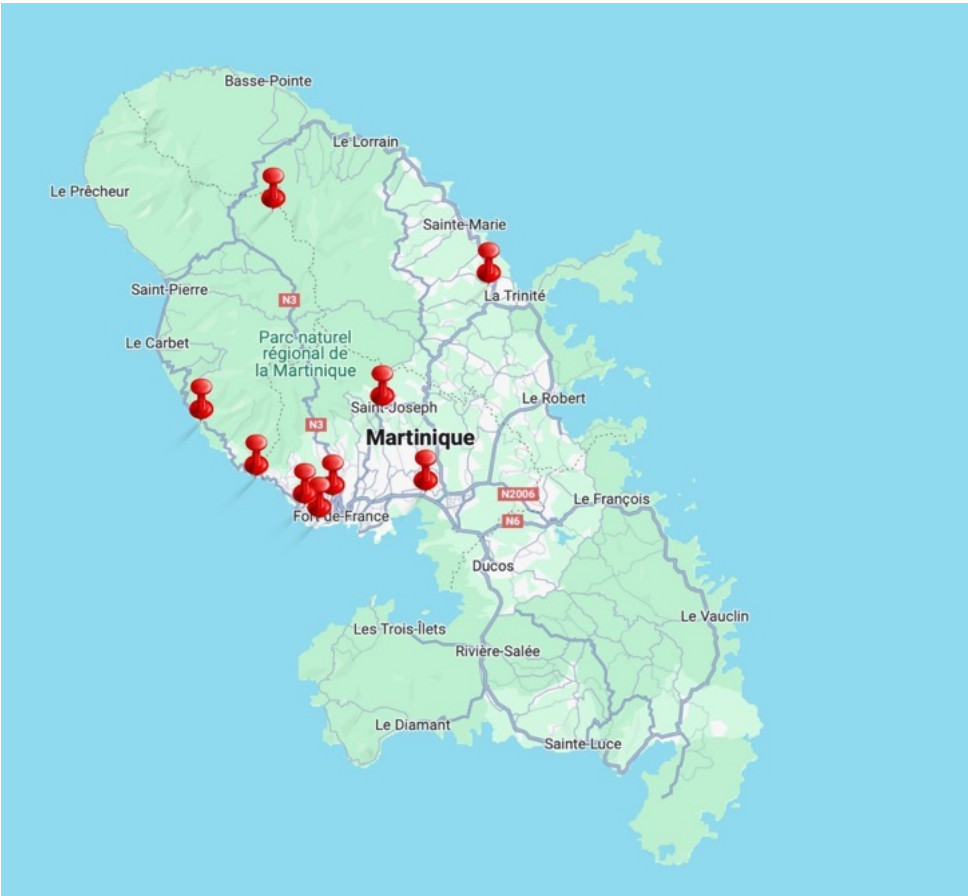 Basse-Pointe
Le Lorrain
Le Prêcheur
Sainte-Marie
Saint-Pierre
La Trinité
N3
Le Carbet
Parc naturel
régional de
la Martinique
Le Robert
Saint-Joseph
N3
Martinique
N2006
Le François
Fort-de-France
N6
Ducos
Le Vauclin
Les Trois-Îlets
Rivière-Salée
Le Diamant
Sainte-Luce